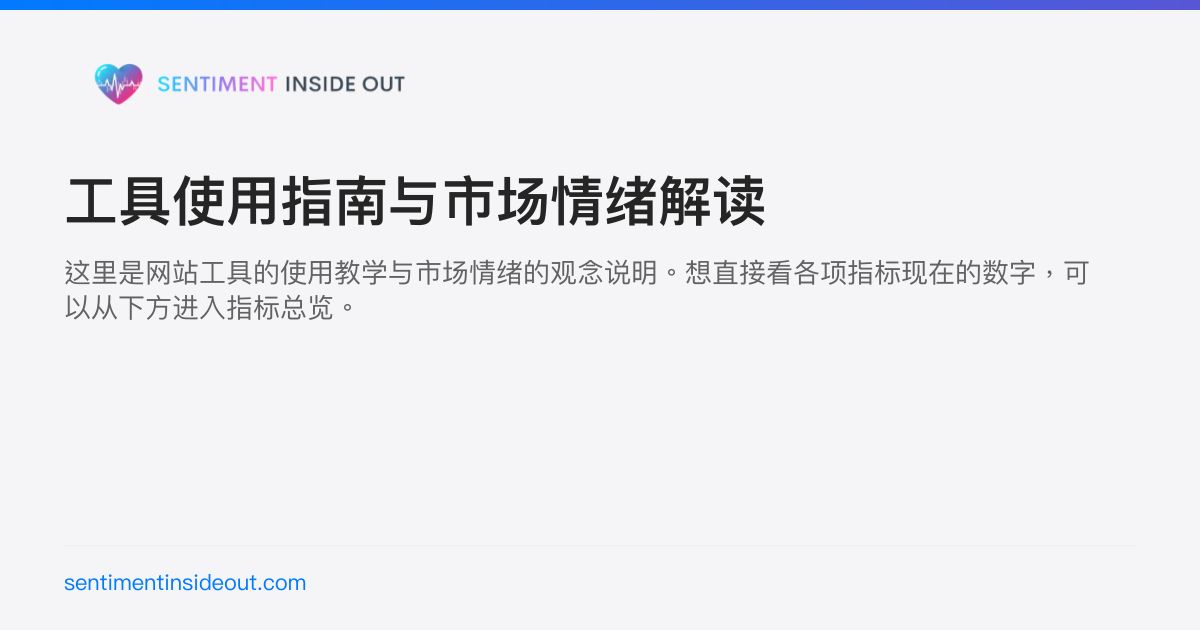 SENTIMENT INSIDE OUT
工具使用指南与市场情绪解读
这里是网站工具的使用教学与市场情绪的观念说明。想直接看各项指标现在的数字，可
以从下方进入指标总览。
sentimentinsideout.com